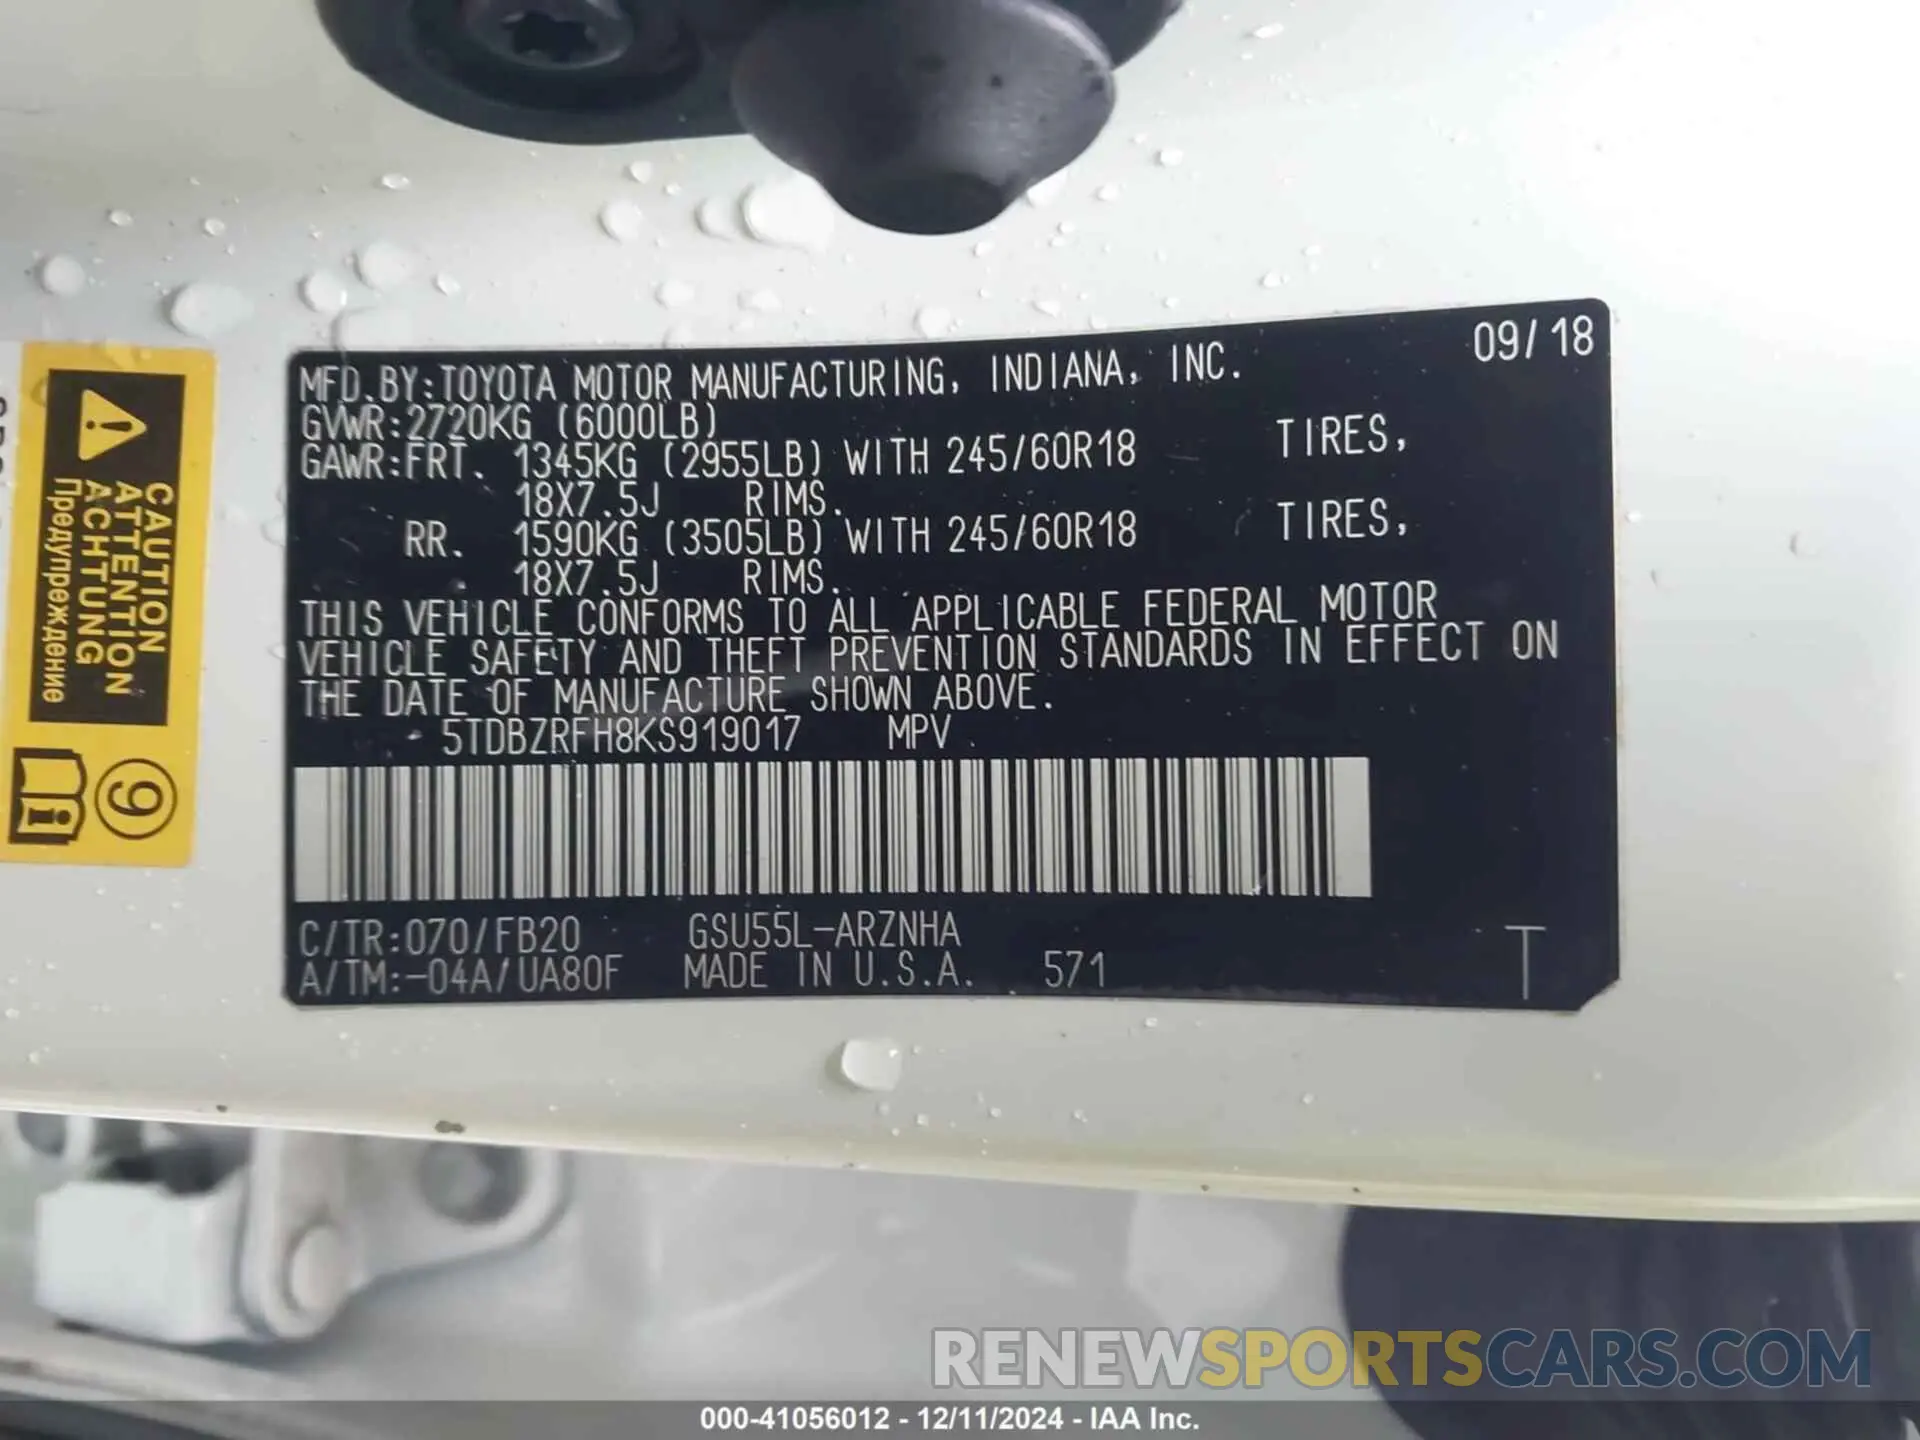 MFD.BY:TOYOTA MOTOR MANUFACTURING, INDIANA, INC. 09/18
GVWR:2720KG (6000LB)
GAWR:FRT. 1345KG (2955LB) WITH 245/60R18 TIRES,
18X7.5J RIMS.
RR. 1590KG (3505LB) WITH 245/60R18 TIRES,
18X7.5J RIMS.
THIS VEHICLE CONFORMS TO ALL APPLICABLE FEDERAL MOTOR
VEHICLE SAFETY AND THEFT PREVENTION STANDARDS IN EFFECT ON
THE DATE OF MANUFACTURE SHOWN ABOVE.
5TDBZRFH8KS919017 MPV
C/TR:070/FB20 GSU55L-ARZNHA
A/TM:-04A/UA80F MADE IN U.S.A. 571 T
CAUTION
ATTENTION
ACHTUNG
Предупреждение
9
RENEWSPORTSCARS.COM
000-41056012 - 12/11/2024 - IAA Inc.